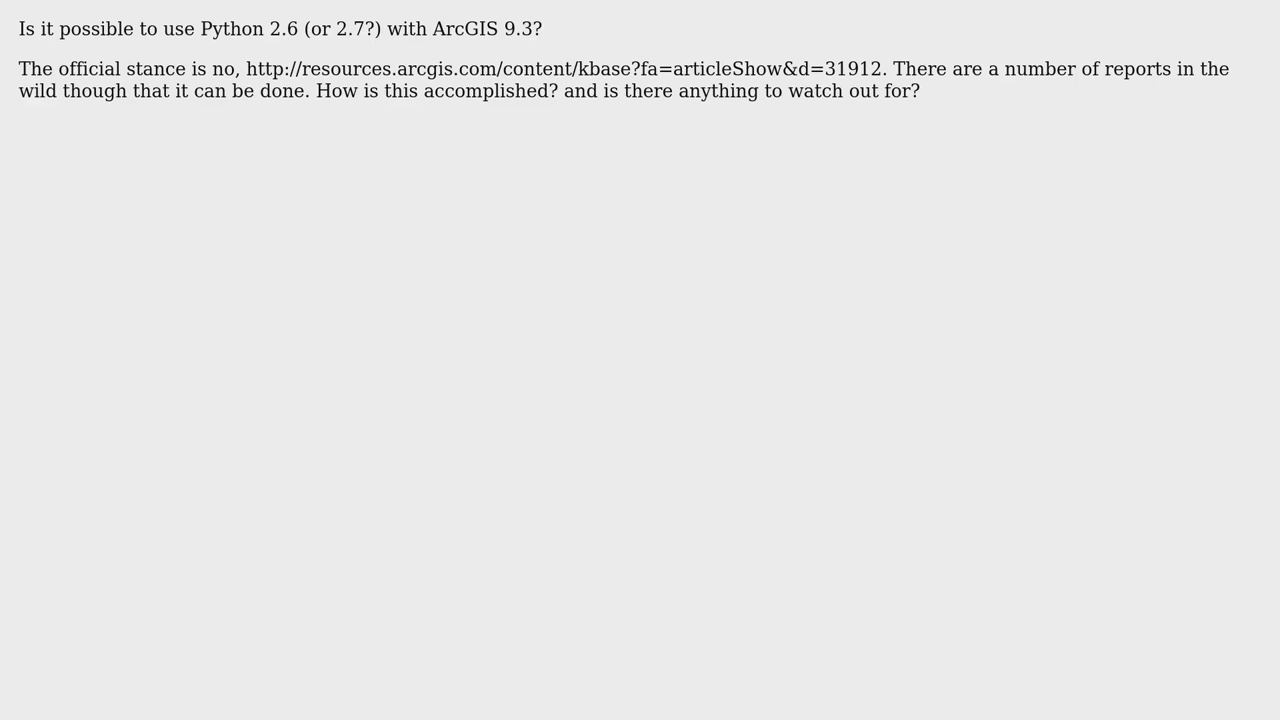 Is it possible to use Python 2.6 (or 2.7?) with ArcGIS 9.3?
The official stance is no, http://resources.arcgis.com/content/kbase?fa=articleShow&d=31912. There are a number of reports in the
wild though that it can be done. How is this accomplished? and is there anything to watch out for?